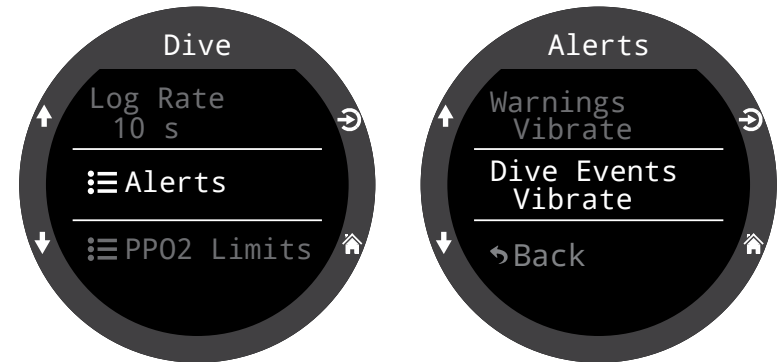 Dive
Log Rate
10 s
Alerts
PPO2 Limits
Alerts
Warnings
Vibrate
Dive Events
Vibrate
Back